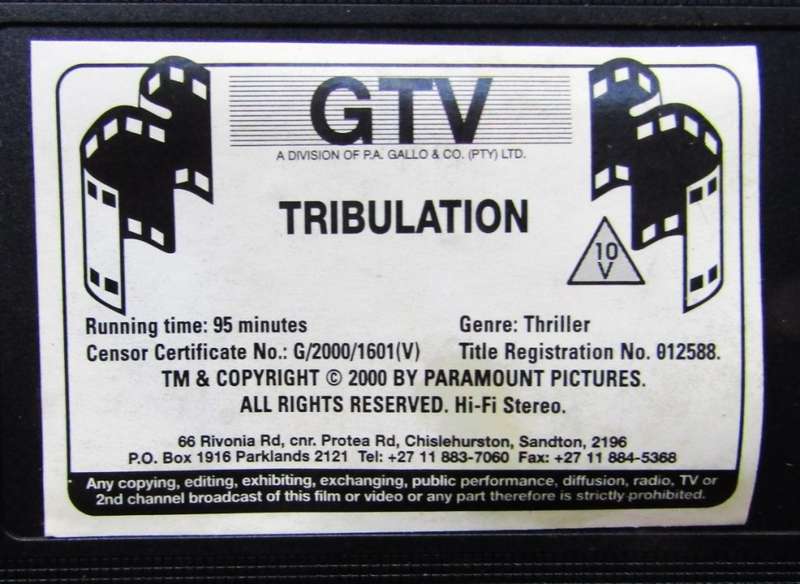 GTV
A DIVISION OF P.A. GALLO & CO. (PTY) LTD.
TRIBULATION
10
V
Running time: 95 minutes Genre: Thriller
Censor Certificate No.: G/2000/1601(V) Title Registration No. 012588.
TM & COPYRIGHT © 2000 BY PARAMOUNT PICTURES.
ALL RIGHTS RESERVED. Hi-Fi Stereo.
66 Rivonia Rd, cnr. Protea Rd, Chislehurston, Sandton, 2196
P.O. Box 1916 Parklands 2121 Tel: +27 11 883-7060 Fax: +27 11 884-5368
Any copying, editing, exhibiting, exchanging, public performance, diffusion, radio, TV or
2nd channel broadcast of this film or video or any part therefore is strictly prohibited.